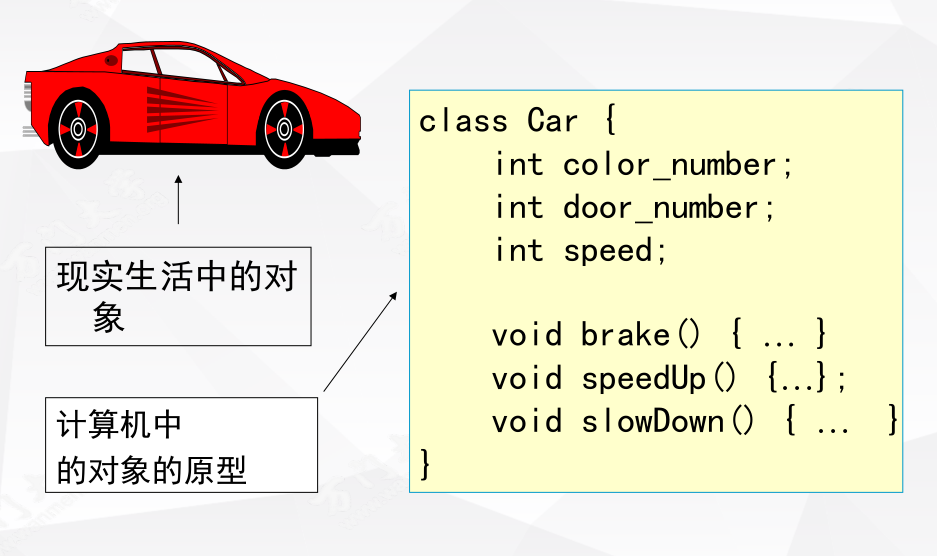 现实生活中的对
象
计算机中
的对象的原型
class Car {
int color_number;
int door_number;
int speed;
void brake() { … }
void speedUp() {…};
void slowDown() { … }
}